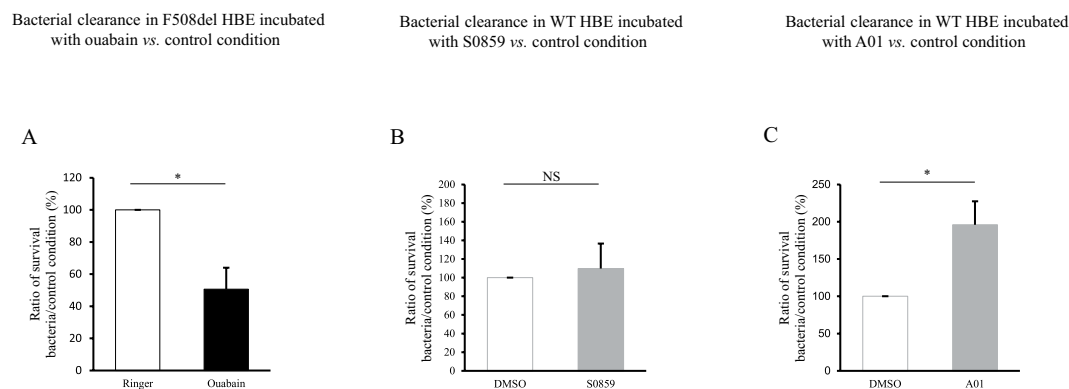 Bacterial clearance in F508del HBE incubated
with ouabain vs. control condition
Bacterial clearance in WT HBE incubated
with S0859 vs. control condition
Bacterial clearance in WT HBE incubated
with A01 vs. control condition
A
Ratio of survival
bacteria/control condition (%)
120
100
80
60
40
20
0
*
Ringer
Ouabain
B
Ratio of survival
bacteria/control condition (%)
200
180
160
140
120
100
80
60
40
20
0
NS
DMSO
S0859
C
Ratio of survival
bacteria/control condition (%)
250
200
150
100
50
0
*
DMSO
A01